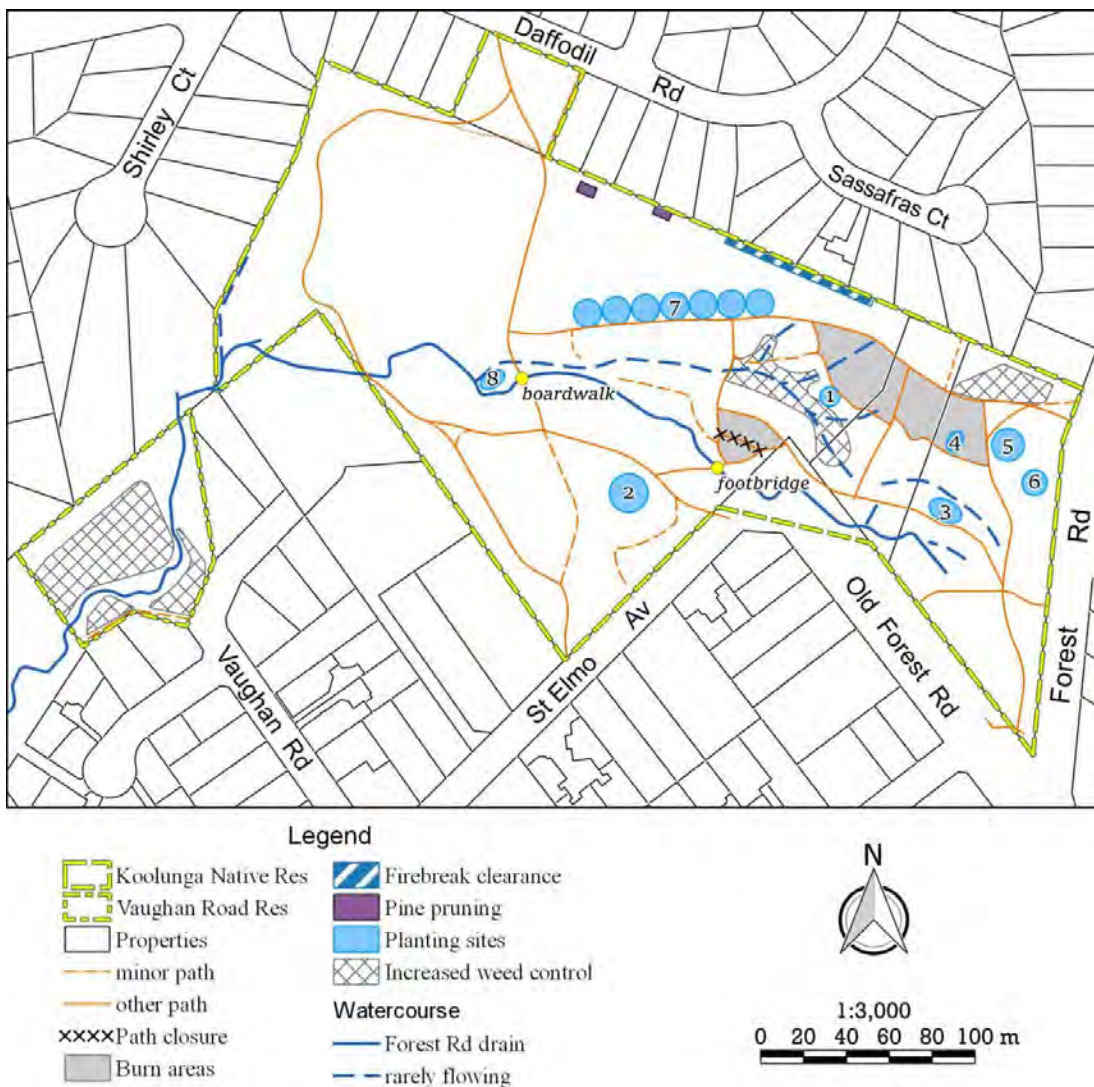 Daffodil
Rd
Shirley Ct
Sassafras Ct
7
8
boardwalk
1
4
5
6
2
footbridge
3
Forest Rd
Old Forest Rd
St Elmo Av
Vaughan Rd
Legend
Koolunga Native Res
Vaughan Road Res
Properties
minor path
other path
Path closure
Burn areas
Firebreak clearance
Pine pruning
Planting sites
Increased weed control
Watercourse
Forest Rd drain
rarely flowing
N
1:3,000
0 20 40 60 80 100 m